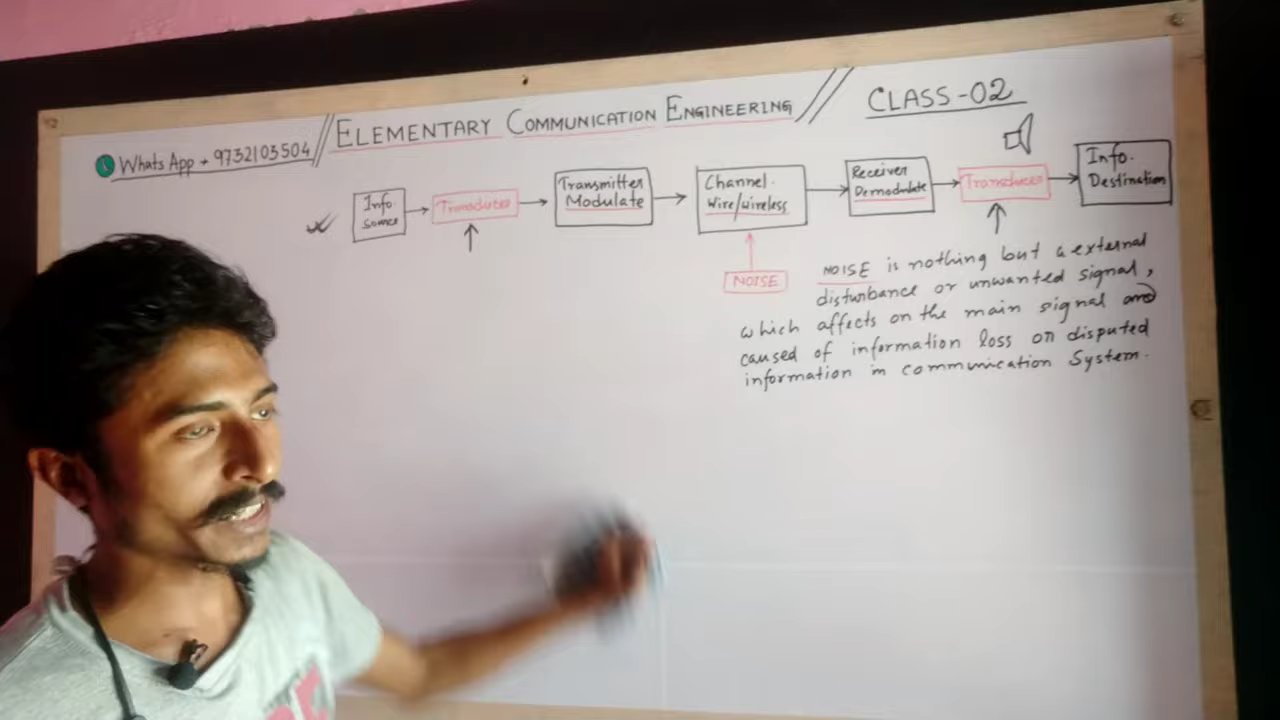 WhatsApp + 9732103504
ELEMENTARY COMMUNICATION ENGINEERING
CLASS-02
Info.
source
Transducer
Transmitter
Modulate
Channel.
Wire/wireless
Receiver
Demodulate
Transducer
Info.
Destination
NOISE
NOISE is nothing but a external
disturbance or unwanted signal,
which affects on the main signal and
caused of information loss or disputed
information in communication System.